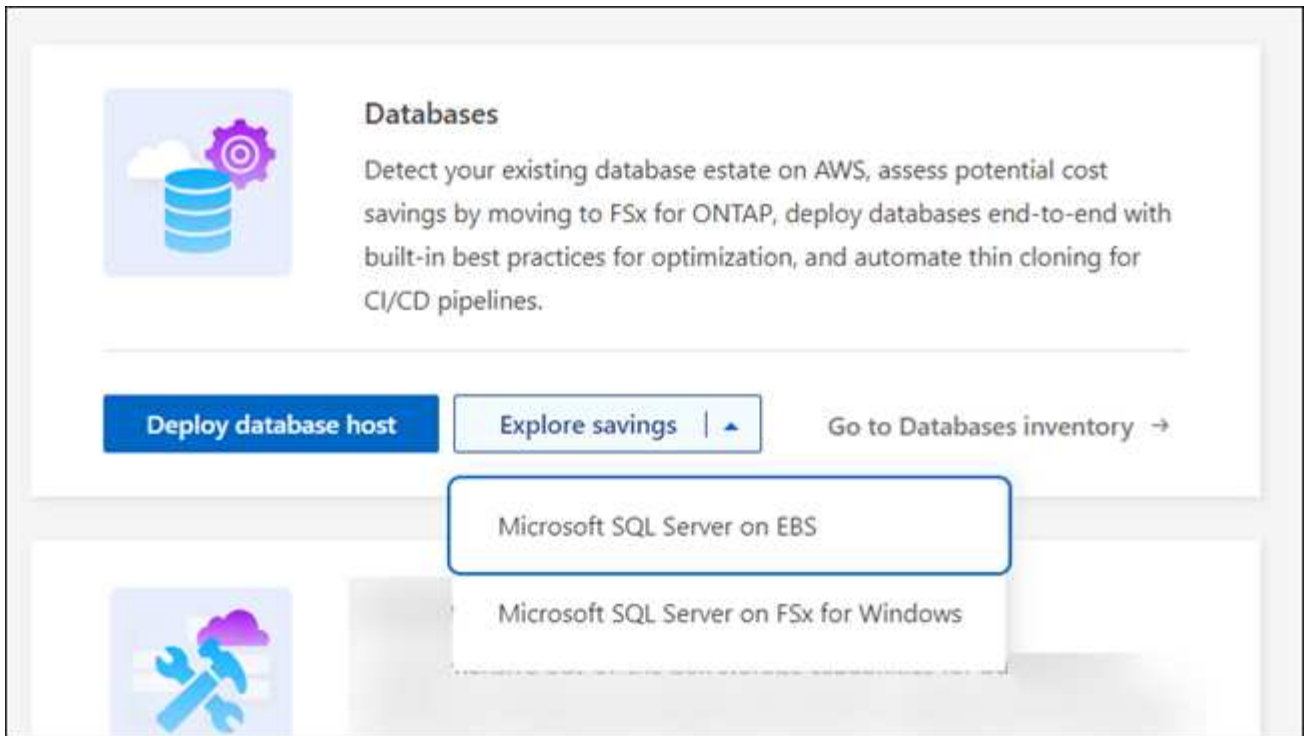 Databases
Detect your existing database estate on AWS, assess potential cost
savings by moving to FSx for ONTAP, deploy databases end-to-end with
built-in best practices for optimization, and automate thin cloning for
CI/CD pipelines.
Deploy database host
Explore savings
Go to Databases inventory →
Microsoft SQL Server on EBS
Microsoft SQL Server on FSx for Windows